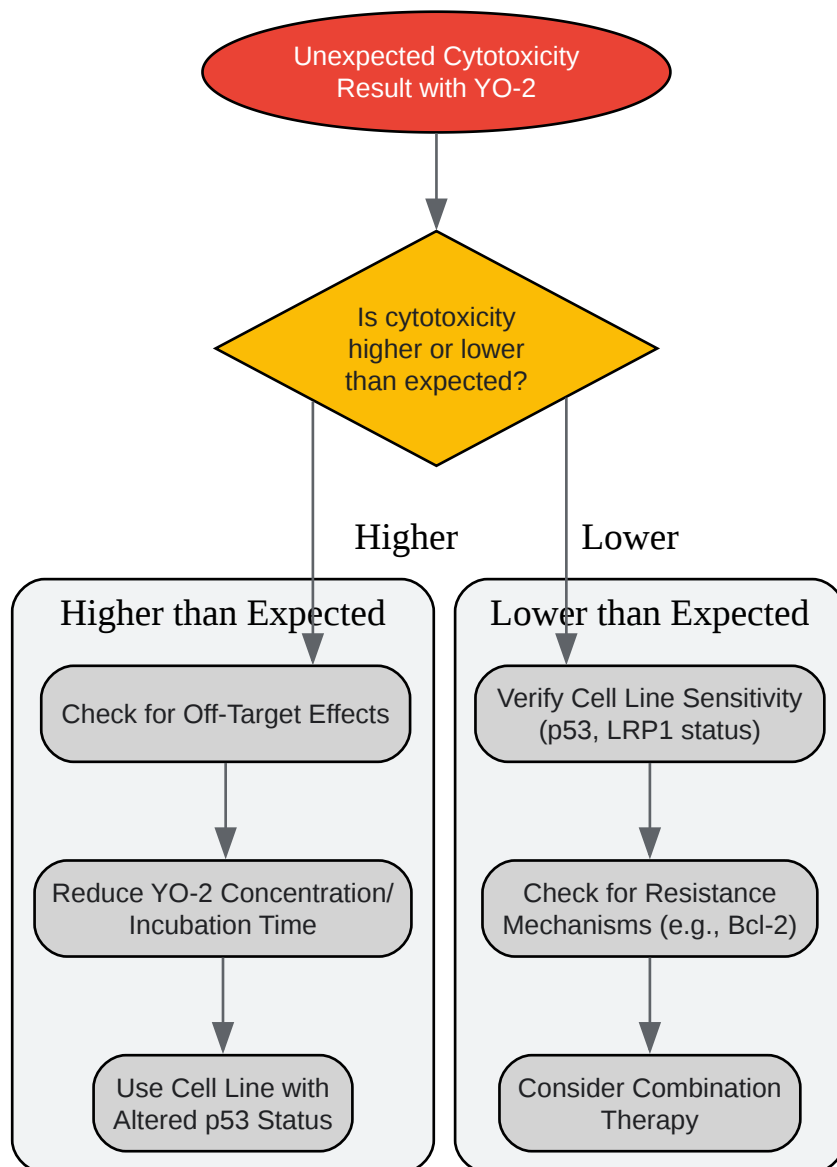 Unexpected Cytotoxicity
Result with YO-2
Is cytotoxicity
higher or lower
than expected?
Higher
Lower
Higher than Expected
Check for Off-Target Effects
Reduce YO-2 Concentration/
Incubation Time
Use Cell Line with
Altered p53 Status
Lower than Expected
Verify Cell Line Sensitivity
(p53, LRP1 status)
Check for Resistance
Mechanisms (e.g., Bcl-2)
Consider Combination
Therapy